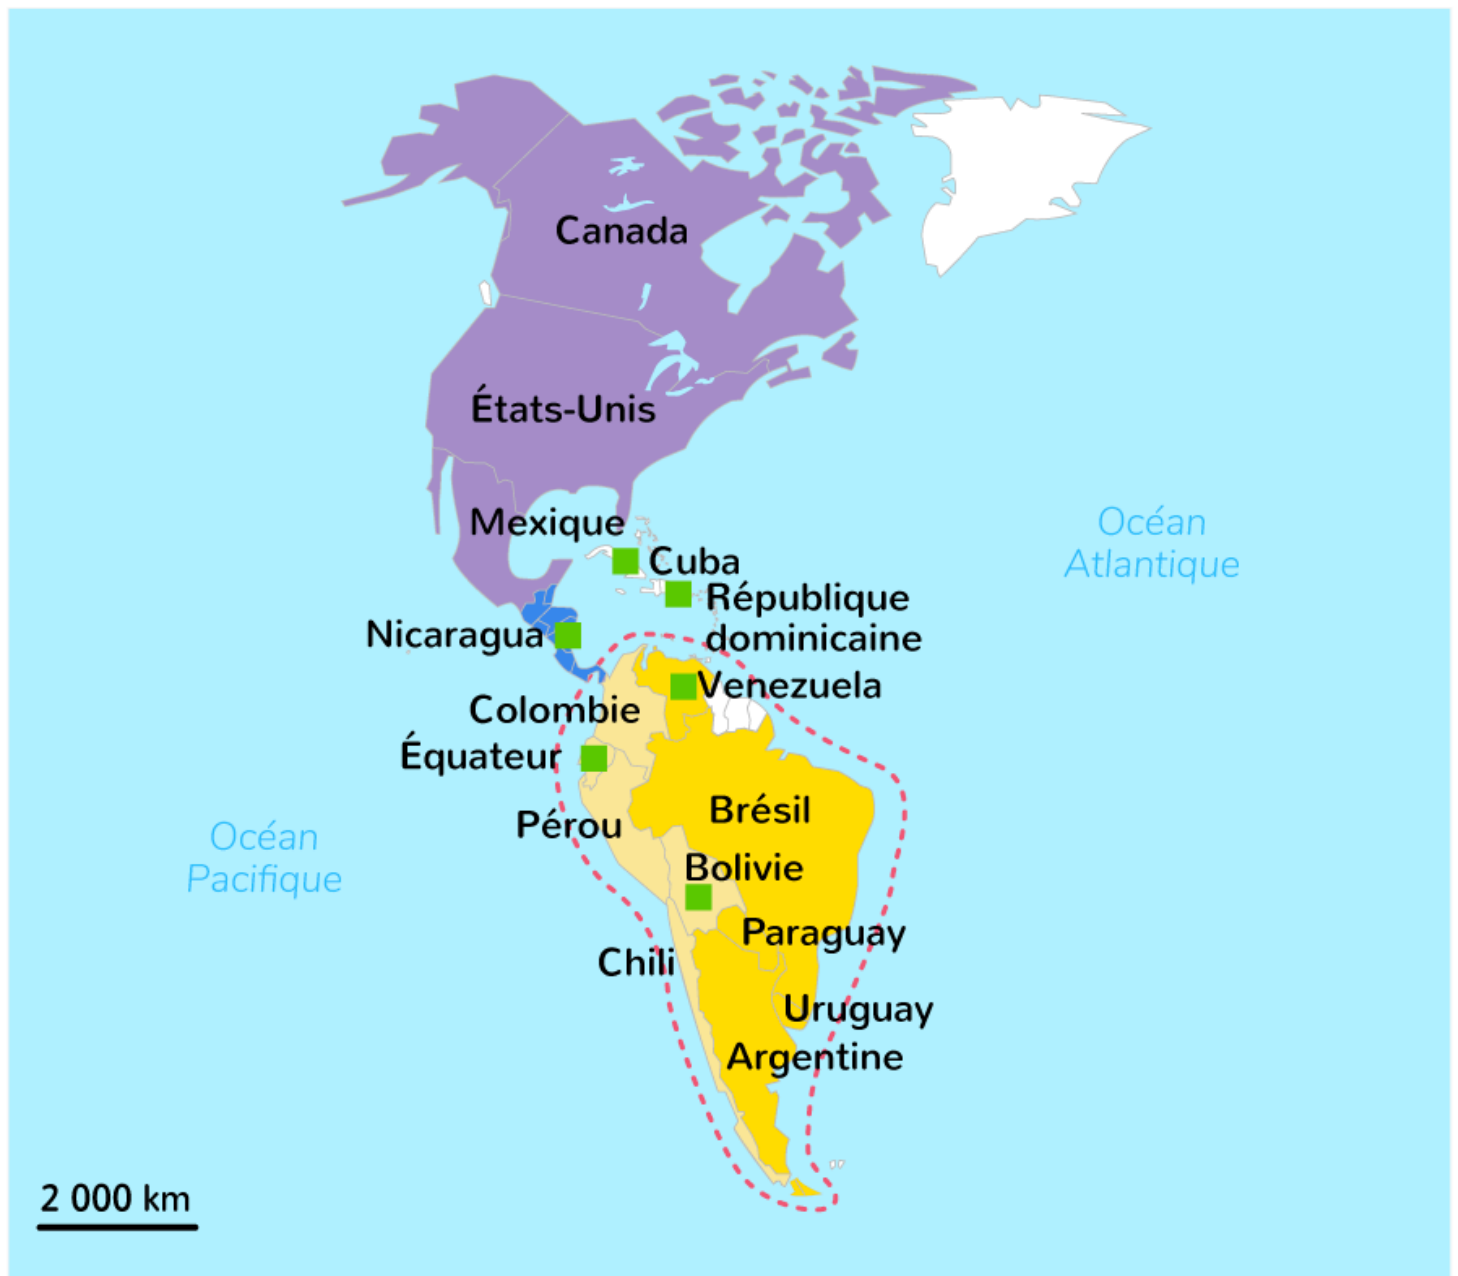 Canada
États-Unis
Mexique
Océan
Atlantique
Cuba
République
dominicaine
Nicaragua
Venezuela
Colombie
Équateur
Brésil
Pérou
Océan
Pacifique
Bolivie
Paraguay
Chili
Uruguay
Argentine
2 000 km